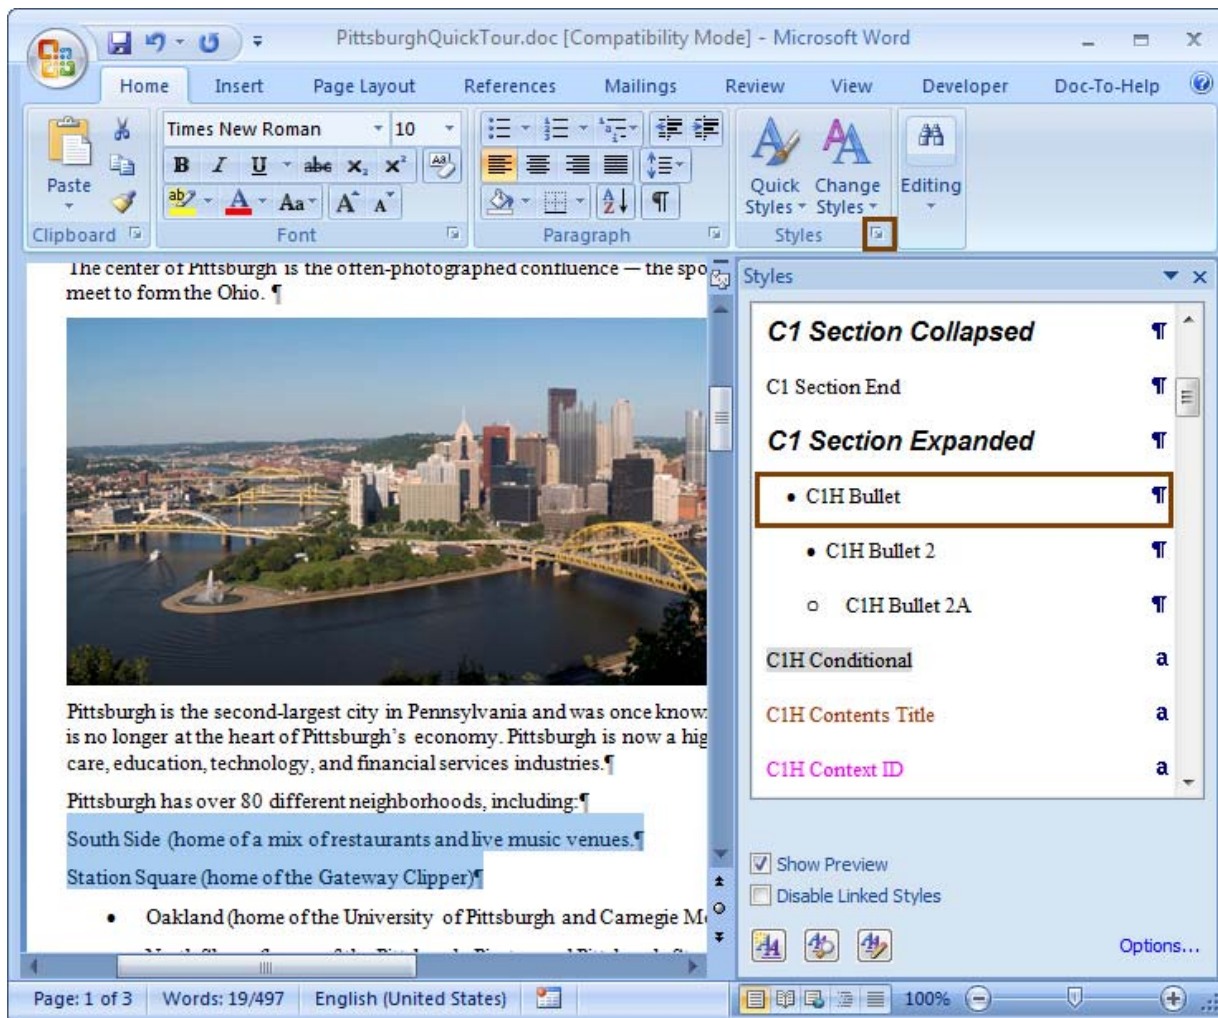 PittsburghQuickTour.doc [Compatibility Mode] - Microsoft Word
Home Insert Page Layout References Mailings Review View Developer Doc-To-Help
Times New Roman 10
B I U abe X₂ X² Aa
Paste
ab A Aa A A
A Z ¶
Quick Styles
Change Styles
Editing
Clipboard Font Paragraph Styles
The center of Pittsburgh is the often-photographed confluence — the spo
meet to form the Ohio. ¶
Pittsburgh is the second-largest city in Pennsylvania and was once know
is no longer at the heart of Pittsburgh's economy. Pittsburgh is now a hig
care, education, technology, and financial services industries.¶
Pittsburgh has over 80 different neighborhoods, including:¶
South Side (home of a mix of restaurants and live music venues.¶
Station Square (home of the Gateway Clipper)¶
• Oakland (home of the University of Pittsburgh and Carnegie M
Styles
C1 Section Collapsed ¶
C1 Section End ¶
C1 Section Expanded ¶
• C1H Bullet ¶
• C1H Bullet 2 ¶
○ C1H Bullet 2A ¶
C1H Conditional a
C1H Contents Title a
C1H Context ID a
Show Preview
Disable Linked Styles
Options...
Page: 1 of 3 Words: 19/497 English (United States) 100%